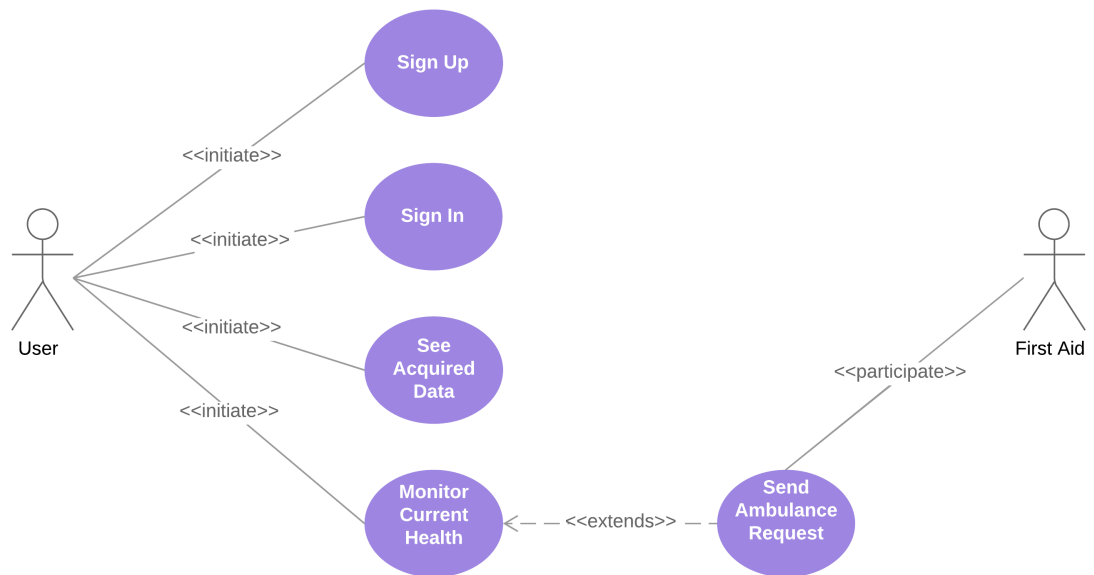 Sign Up
<<initiate>>
Sign In
<<initiate>>
<<initiate>>
See
Acquired
Data
User
First Aid
<<participate>>
<<initiate>>
Monitor
Current
Health
<<extends>>
Send
Ambulance
Request